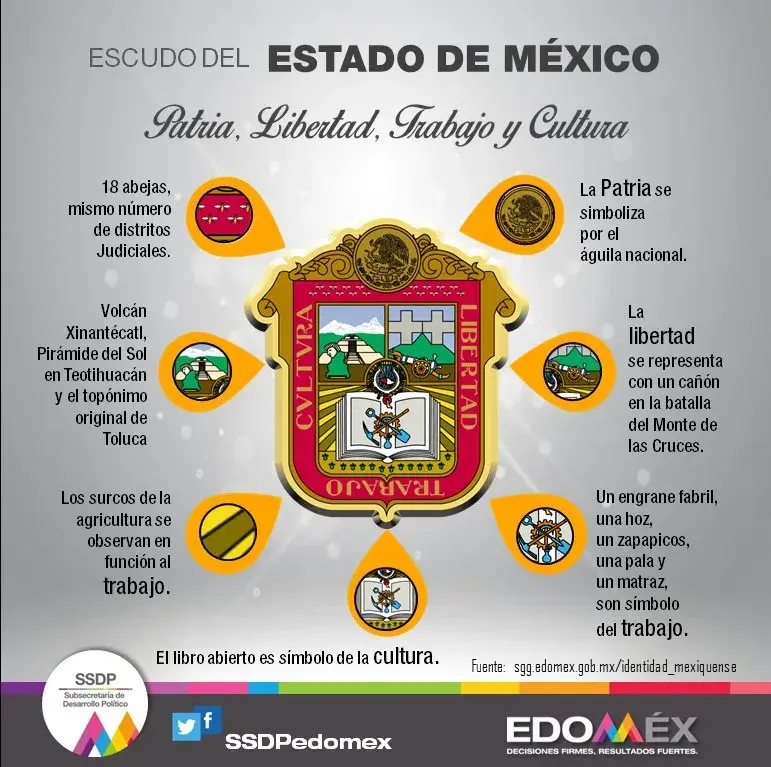 ESCUDO DEL ESTADO DE MÉXICO
Patria, Libertad, Trabajo y Cultura
18 abejas,
mismo número
de distritos
Judiciales.
La Patria se
simboliza
por el
águila nacional.
Volcán
Xinantécatl,
Pirámide del Sol
en Teotihuacán
y el topónimo
original de
Toluca
CVLTVRA
LIBERTAD
TRABAJO
La
libertad
se representa
con un cañón
en la batalla
del Monte de
las Cruces.
Los surcos de la
agricultura se
observan en
función al
trabajo.
Un engrane fabril,
una hoz,
un zapapicos,
una pala y
un matraz,
son símbolo
del trabajo.
El libro abierto es símbolo de la cultura.
Fuente: sgg.edomex.gob.mx/identidad_mexiquense
SSDP
Subsecretaría de
Desarrollo Político
SSDPedomex
EDOMÉX
DECISIONES FIRMES, RESULTADOS FUERTES.